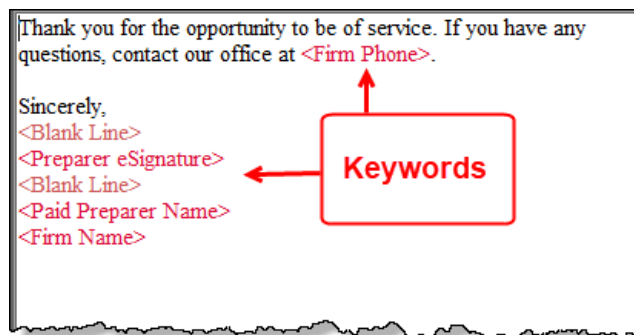 Thank you for the opportunity to be of service. If you have any
questions, contact our office at <Firm Phone>.
Sincerely,
<Blank Line>
<Preparer eSignature>
<Blank Line>
<Paid Preparer Name>
<Firm Name>
Keywords